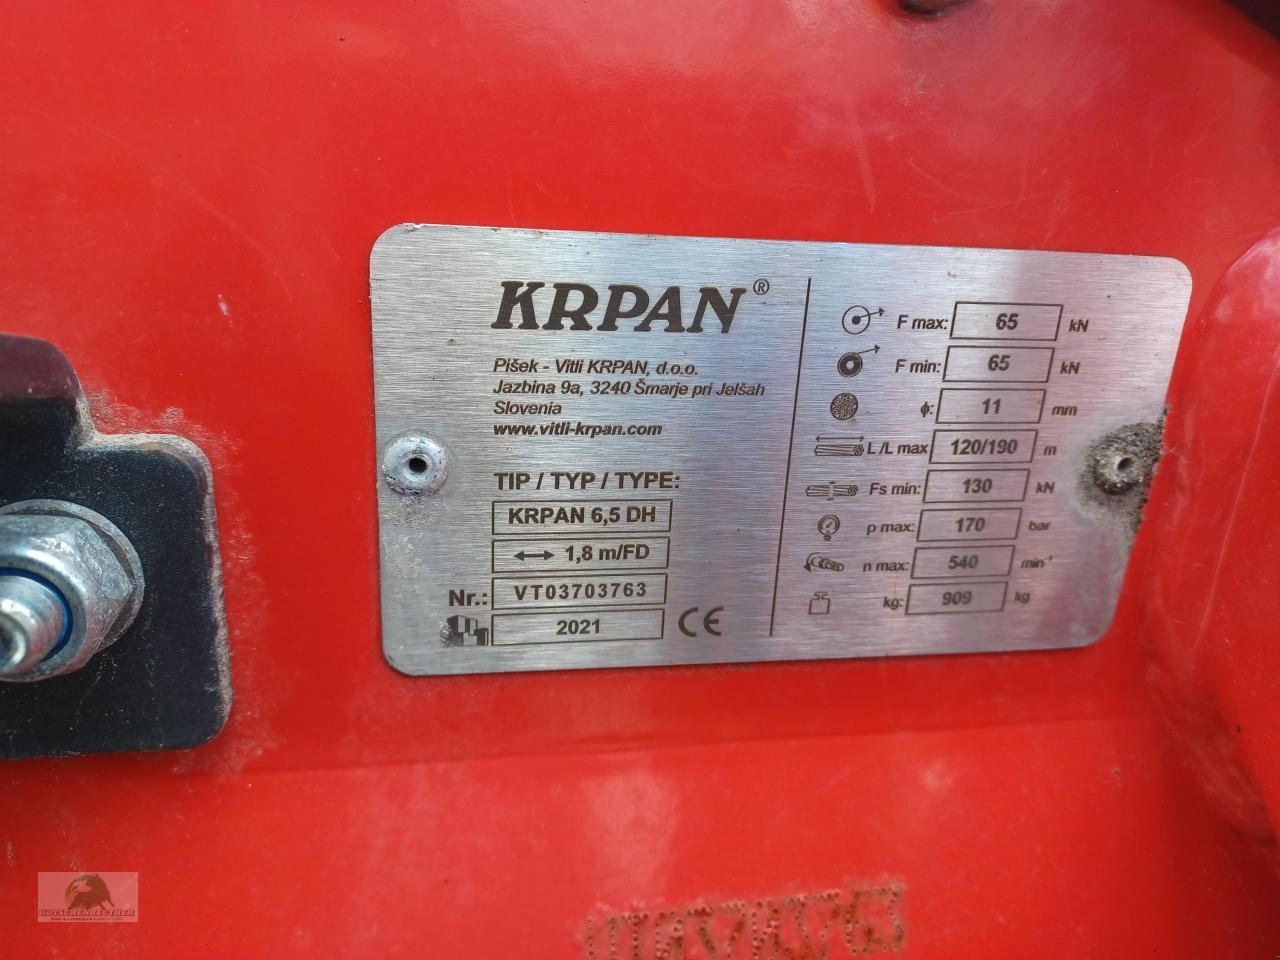 KRPAN®
Pišek - Vitli KRPAN, d.o.o.
Jazbina 9a, 3240 Šmarje pri Jelšah
Slovenia
www.vitli-krpan.com
TIP / TYP / TYPE:
KRPAN 6,5 DH
1,8 m/FD
Nr.: VT03703763
2021
CE
F max: 65 kN
F min: 65 kN
ϕ: 11 mm
L /L max 120/190 m
Fs min: 130 kN
p max: 170 bar
n max: 540 min⁻¹
kg: 909 kg
KUTSCHENREUTHER